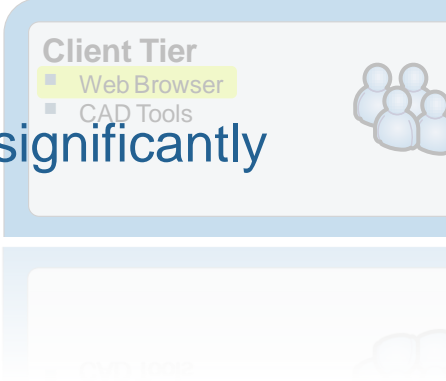 Client Tier
▪ Web Browser
▪ CAD Tools
significantly